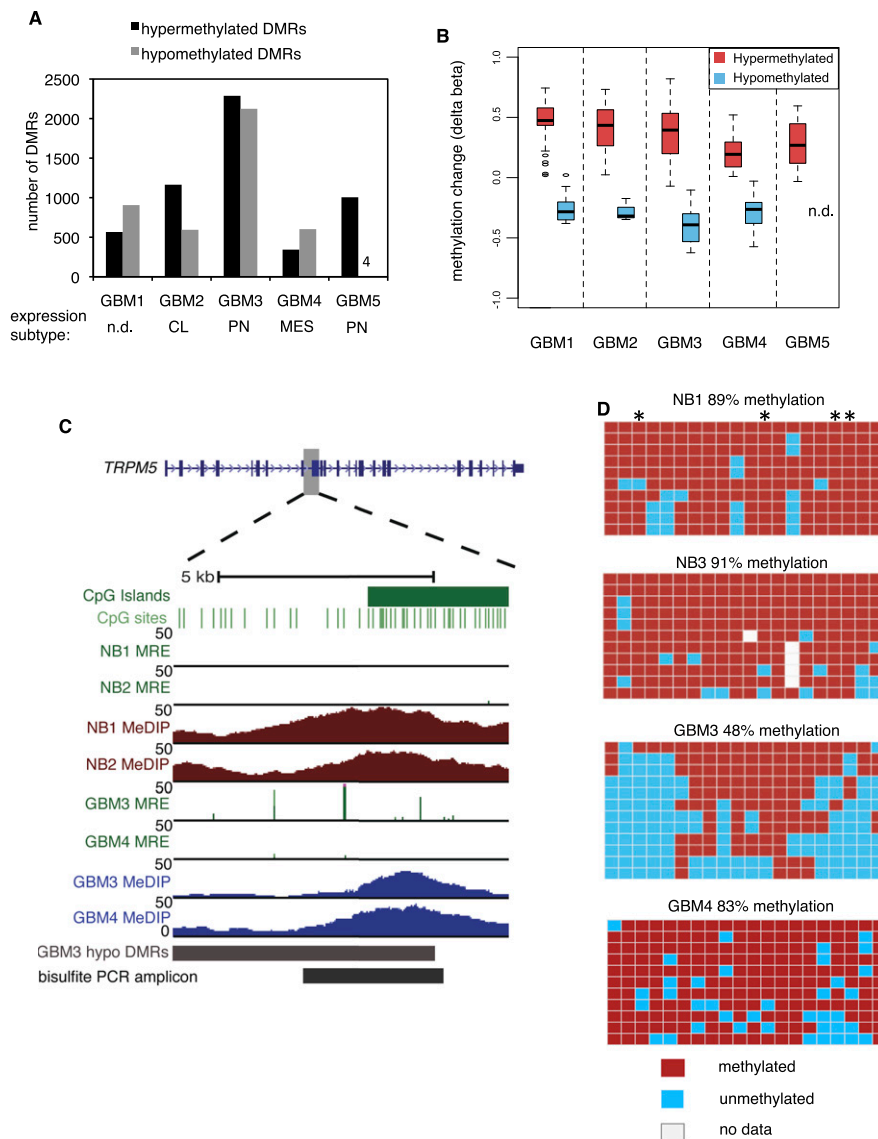 A
hypermethylated DMRs
hypomethylated DMRs
number of DMRs
2500
2000
1500
1000
500
0
4
GBM1 GBM2 GBM3 GBM4 GBM5
expression subtype: n.d. CL PN MES PN
B
Hypermethylated
Hypomethylated
methylation change (delta beta)
1.0
0.5
0.0
-0.5
-1.0
n.d.
GBM1 GBM2 GBM3 GBM4 GBM5
C
TRPM5
5 kb
CpG Islands
CpG sites
50
NB1 MRE
50
NB2 MRE
50
NB1 MeDIP
50
NB2 MeDIP
50
GBM3 MRE
50
GBM4 MRE
50
GBM3 MeDIP
50
GBM4 MeDIP
0
GBM3 hypo DMRs
bisulfite PCR amplicon
D
NB1 89% methylation
* * **
NB3 91% methylation
GBM3 48% methylation
GBM4 83% methylation
methylated
unmethylated
no data